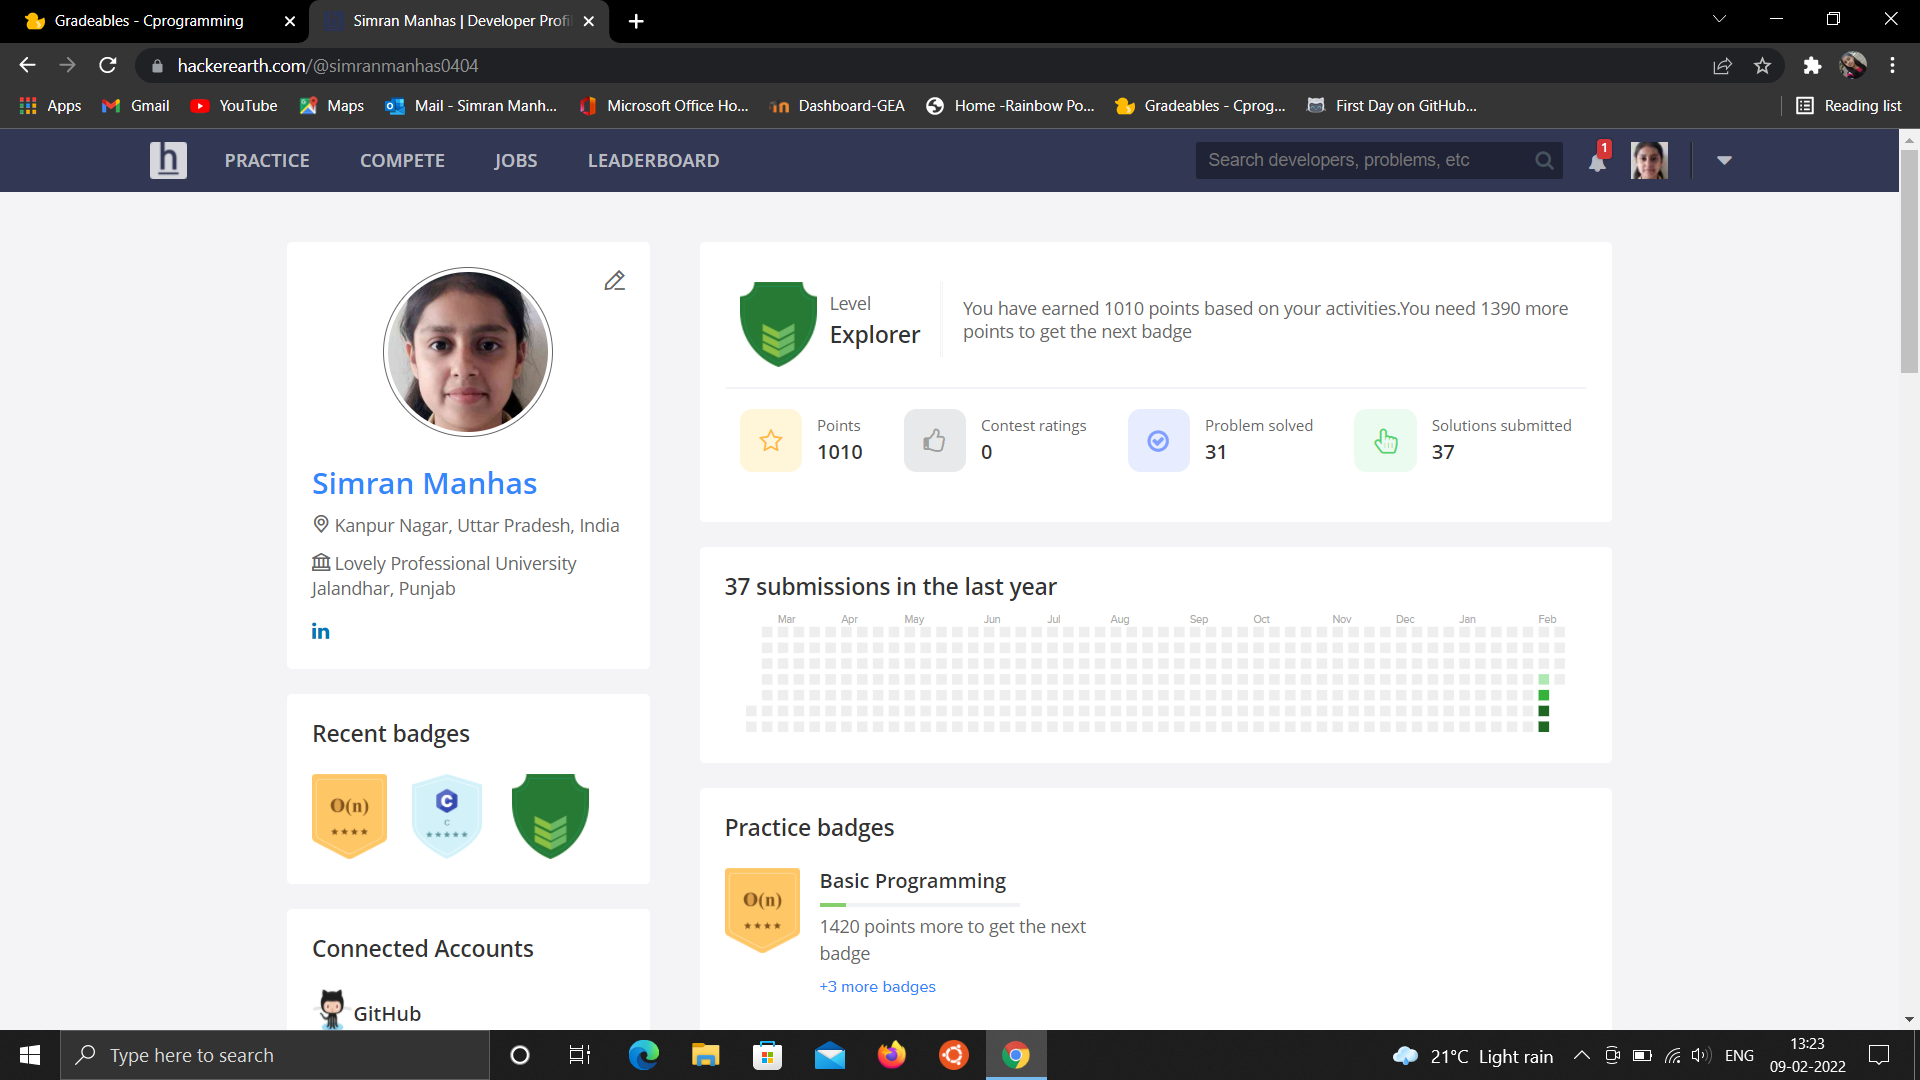 Gradeables - Cprogramming
Simran Manhas | Developer Profi
hackerearth.com/@simranmanhas0404
Apps
Gmail
YouTube
Maps
Mail - Simran Manh...
Microsoft Office Ho...
Dashboard-GEA
Home -Rainbow Po...
Gradeables - Cprog...
First Day on GitHub...
Reading list
h
PRACTICE
COMPETE
JOBS
LEADERBOARD
Search developers, problems, etc
1
Simran Manhas
Kanpur Nagar, Uttar Pradesh, India
Lovely Professional University
Jalandhar, Punjab
in
Recent badges
O(n)
C
C
Connected Accounts
GitHub
Level
Explorer
You have earned 1010 points based on your activities.You need 1390 more
points to get the next badge
Points
1010
Contest ratings
0
Problem solved
31
Solutions submitted
37
37 submissions in the last year
Mar Apr May Jun Jul Aug Sep Oct Nov Dec Jan Feb
Practice badges
O(n)
Basic Programming
1420 points more to get the next
badge
+3 more badges
Type here to search
21°C Light rain
ENG
13:23
09-02-2022